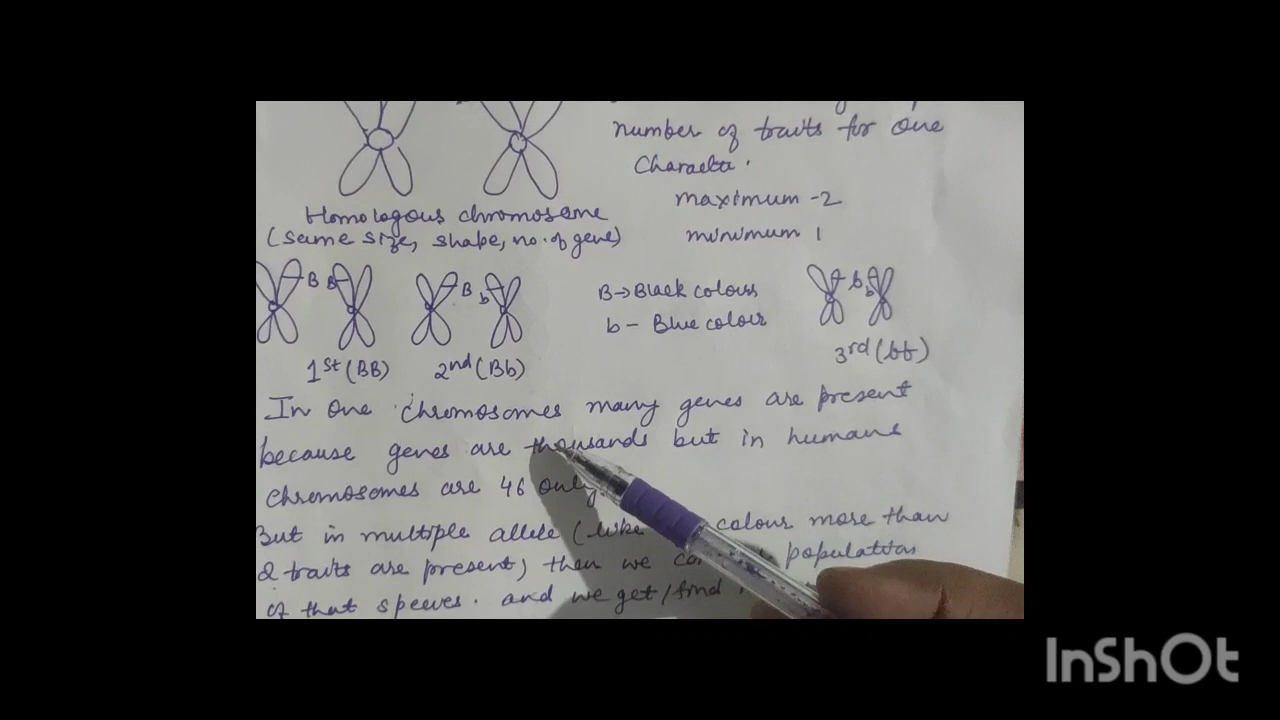 number of traits for one
Character.
maximum - 2
minimum 1
Homologous chromosome
(same size, shape, no. of gene)
B B B b
B → Black colour
b - Blue colour
b b
1st (BB) 2nd (Bb)
3rd (bb)
In one chromosomes many genes are present
because genes are thousands but in humans
chromosomes are 46 only.
But in multiple allele (like colour more than
2 traits are present) then we population
of that speeves. and we get/find
InShOt